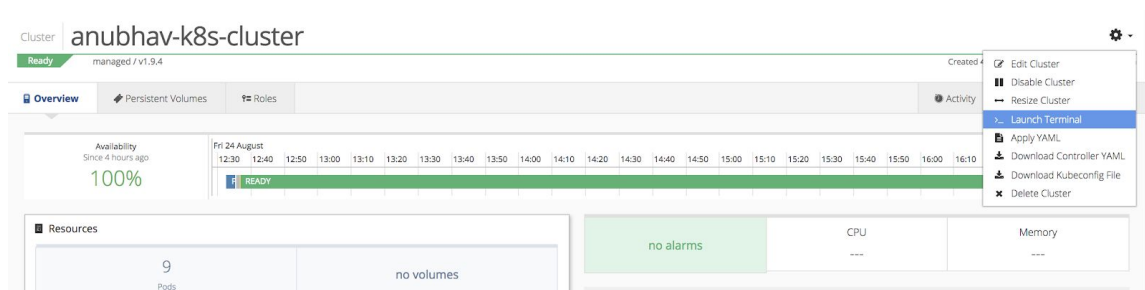 Cluster anubhav-k8s-cluster
Ready managed / v1.9.4 Created
Edit Cluster
Disable Cluster
Resize Cluster
Launch Terminal
Apply YAML
Download Controller YAML
Download Kubeconfig File
Delete Cluster
Overview Persistent Volumes Roles Activity
Availability
Since 4 hours ago
100%
Fri 24 August
12:30 12:40 12:50 13:00 13:10 13:20 13:30 13:40 13:50 14:00 14:10 14:20 14:30 14:40 14:50 15:00 15:10 15:20 15:30 15:40 15:50 16:00 16:10
READY
Resources
9
Pods
no volumes
no alarms
CPU
---
Memory
---